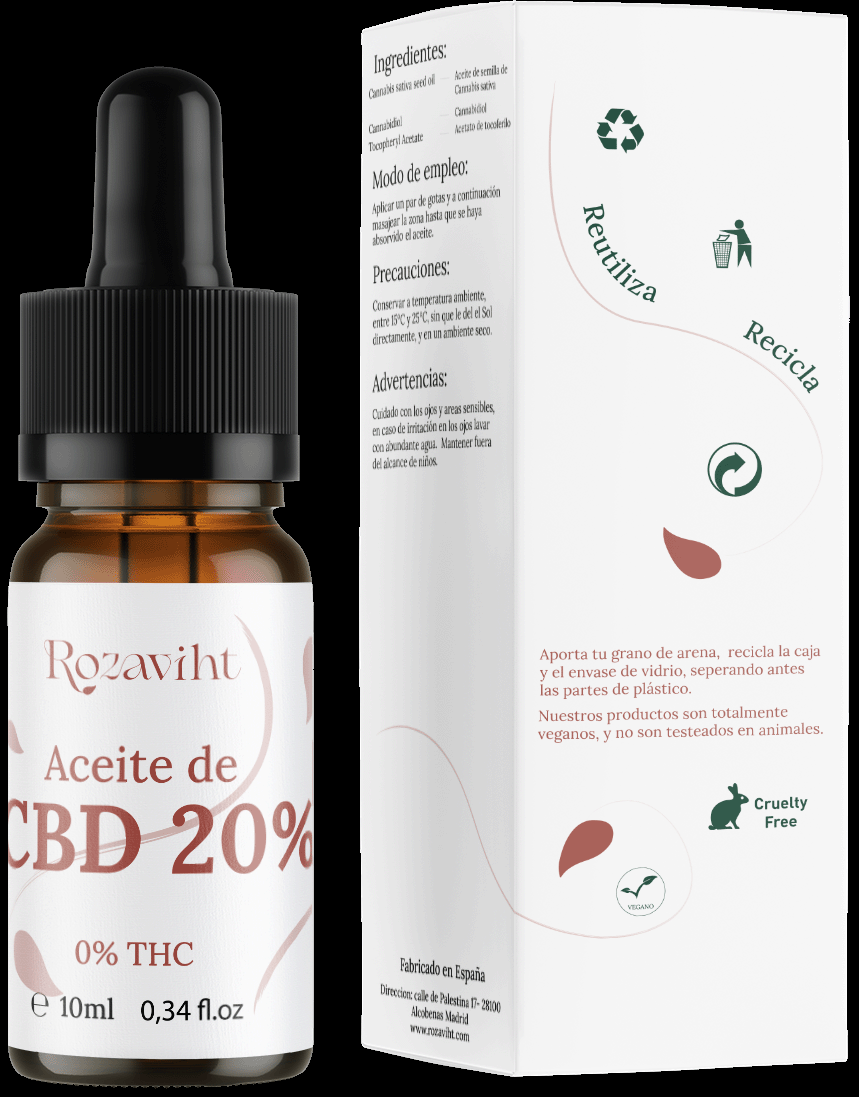 Rozaviht
Aceite de
CBD 20%
0% THC
℮ 10ml 0,34 fl.oz
Ingredientes:
Cannabis sativa seed oil Aceite de semilla de
Cannabis sativa
Cannabidiol Cannabidiol
Tocopheryl Acetate Acetato de tocoferilo
Modo de empleo:
Aplicar un par de gotas y a continuación
masajear la zona hasta que se haya
absorvido el aceite.
Precauciones:
Conservar a temperatura ambiente,
entre 15°C y 25°C, sin que le del el Sol
directamente, y en un ambiente seco.
Advertencias:
Cuidado con los ojos y areas sensibles,
en caso de irritación en los ojos lavar
con abundante agua. Mantener fuera
del alcance de niños.
Fabricado en España
Direccion: calle de Palestina 17- 28100
Alcobenas Madrid
www.rozaviht.com
Reutiliza
Recicla
Aporta tu grano de arena, recicla la caja
y el envase de vidrio, seperando antes
las partes de plástico.
Nuestros productos son totalmente
veganos, y no son testeados en animales.
Cruelty
Free
VEGANO